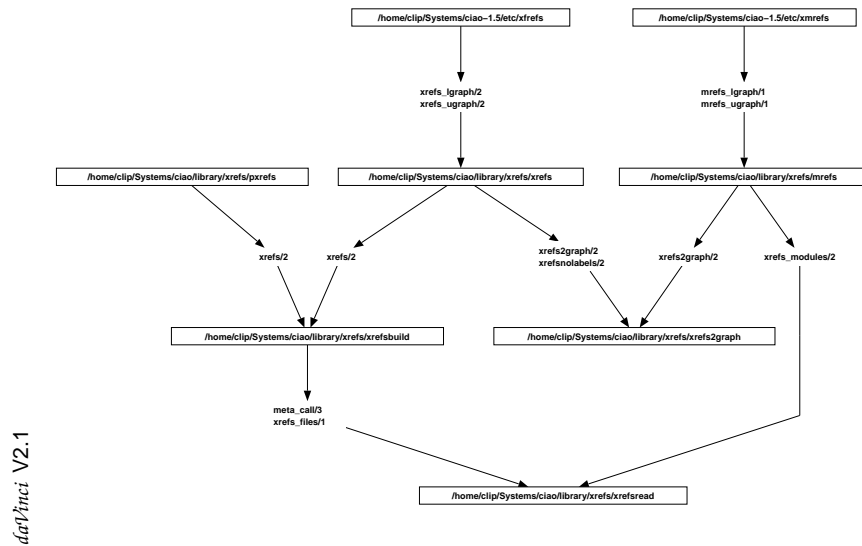 /home/clip/Systems/ciao−1.5/etc/xfrefs
/home/clip/Systems/ciao−1.5/etc/xmrefs
xrefs_lgraph/2
xrefs_ugraph/2
mrefs_lgraph/1
mrefs_ugraph/1
/home/clip/Systems/ciao/library/xrefs/pxrefs
/home/clip/Systems/ciao/library/xrefs/xrefs
/home/clip/Systems/ciao/library/xrefs/mrefs
xrefs/2
xrefs/2
xrefs2graph/2
xrefsnolabels/2
xrefs2graph/2
xrefs_modules/2
/home/clip/Systems/ciao/library/xrefs/xrefsbuild
/home/clip/Systems/ciao/library/xrefs/xrefs2graph
meta_call/3
xrefs_files/1
/home/clip/Systems/ciao/library/xrefs/xrefsread
daVinci V2.1